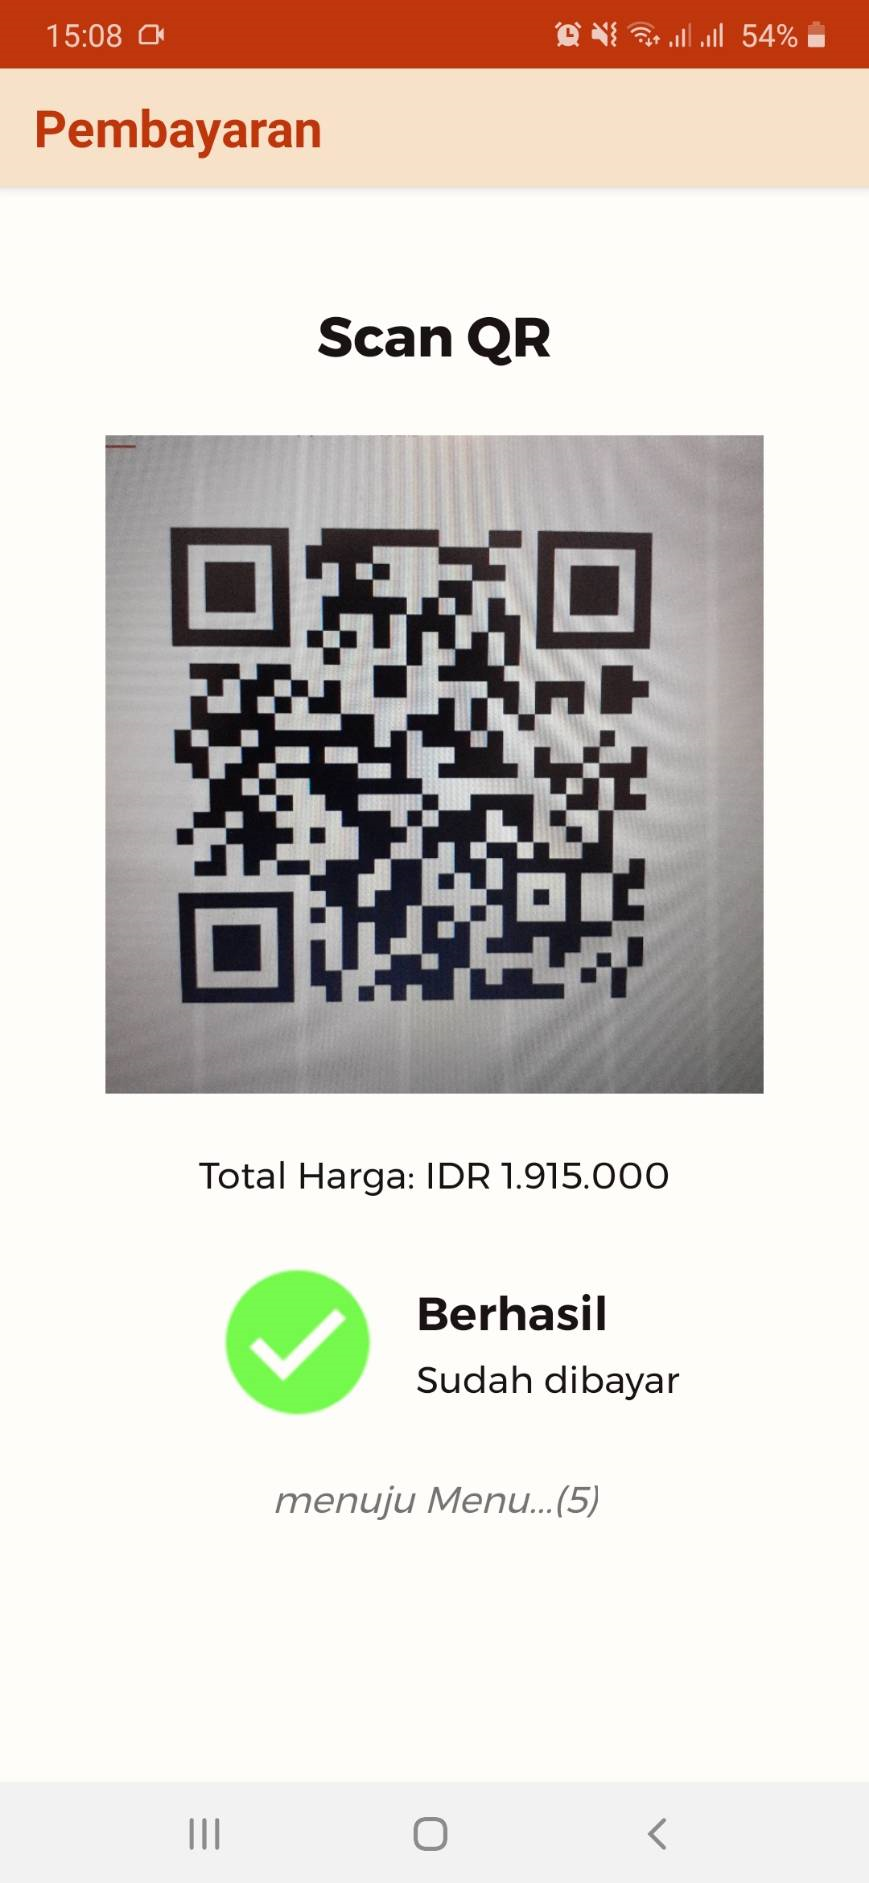 15:08 54%
Pembayaran
Scan QR
Total Harga: IDR 1.915.000
Berhasil
Sudah dibayar
menuju Menu...(5)